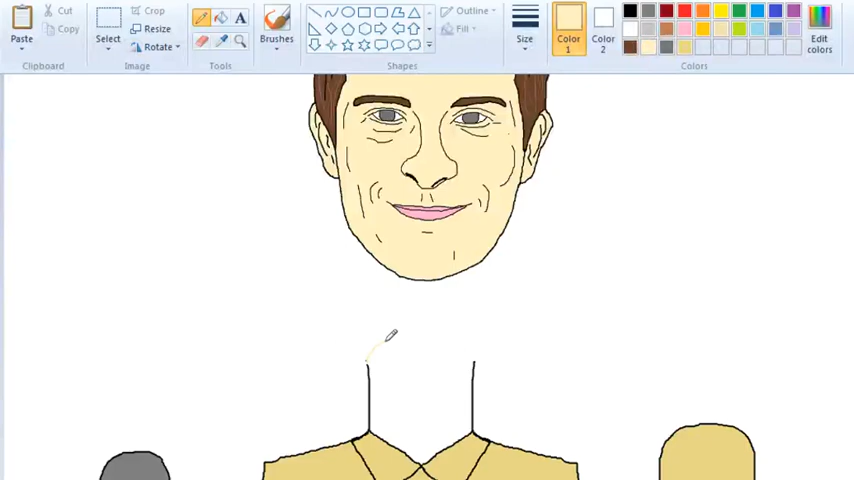 Cut
Crop
Outline
Copy
Resize
Fill
Paste
Select
Rotate
A
Brushes
Size
Color
1
Color
2
Edit
colors
Clipboard
Image
Tools
Shapes
Colors